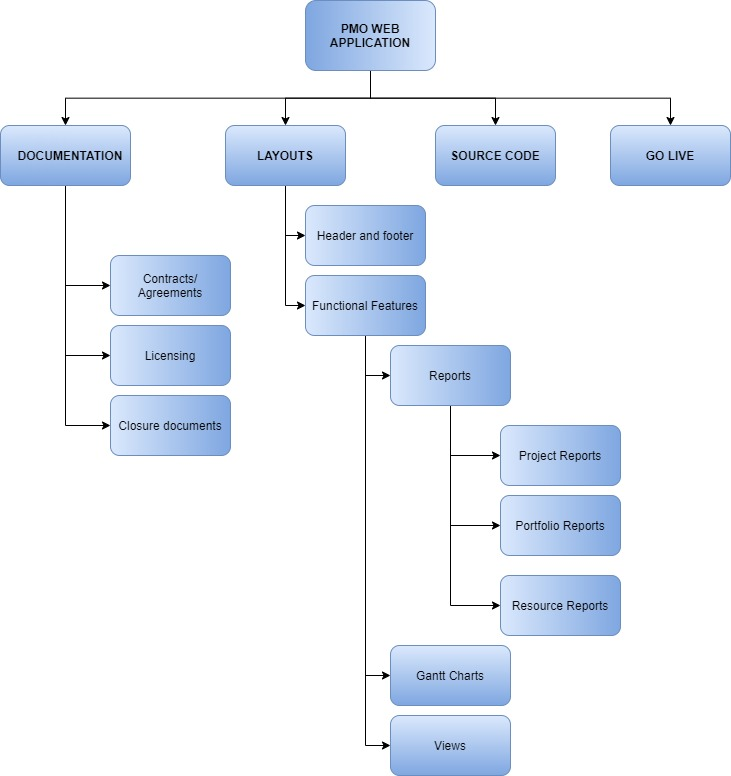 PMO WEB
APPLICATION
DOCUMENTATION
LAYOUTS
SOURCE CODE
GO LIVE
Header and footer
Contracts/
Agreements
Functional Features
Licensing
Reports
Closure documents
Project Reports
Portfolio Reports
Resource Reports
Gantt Charts
Views